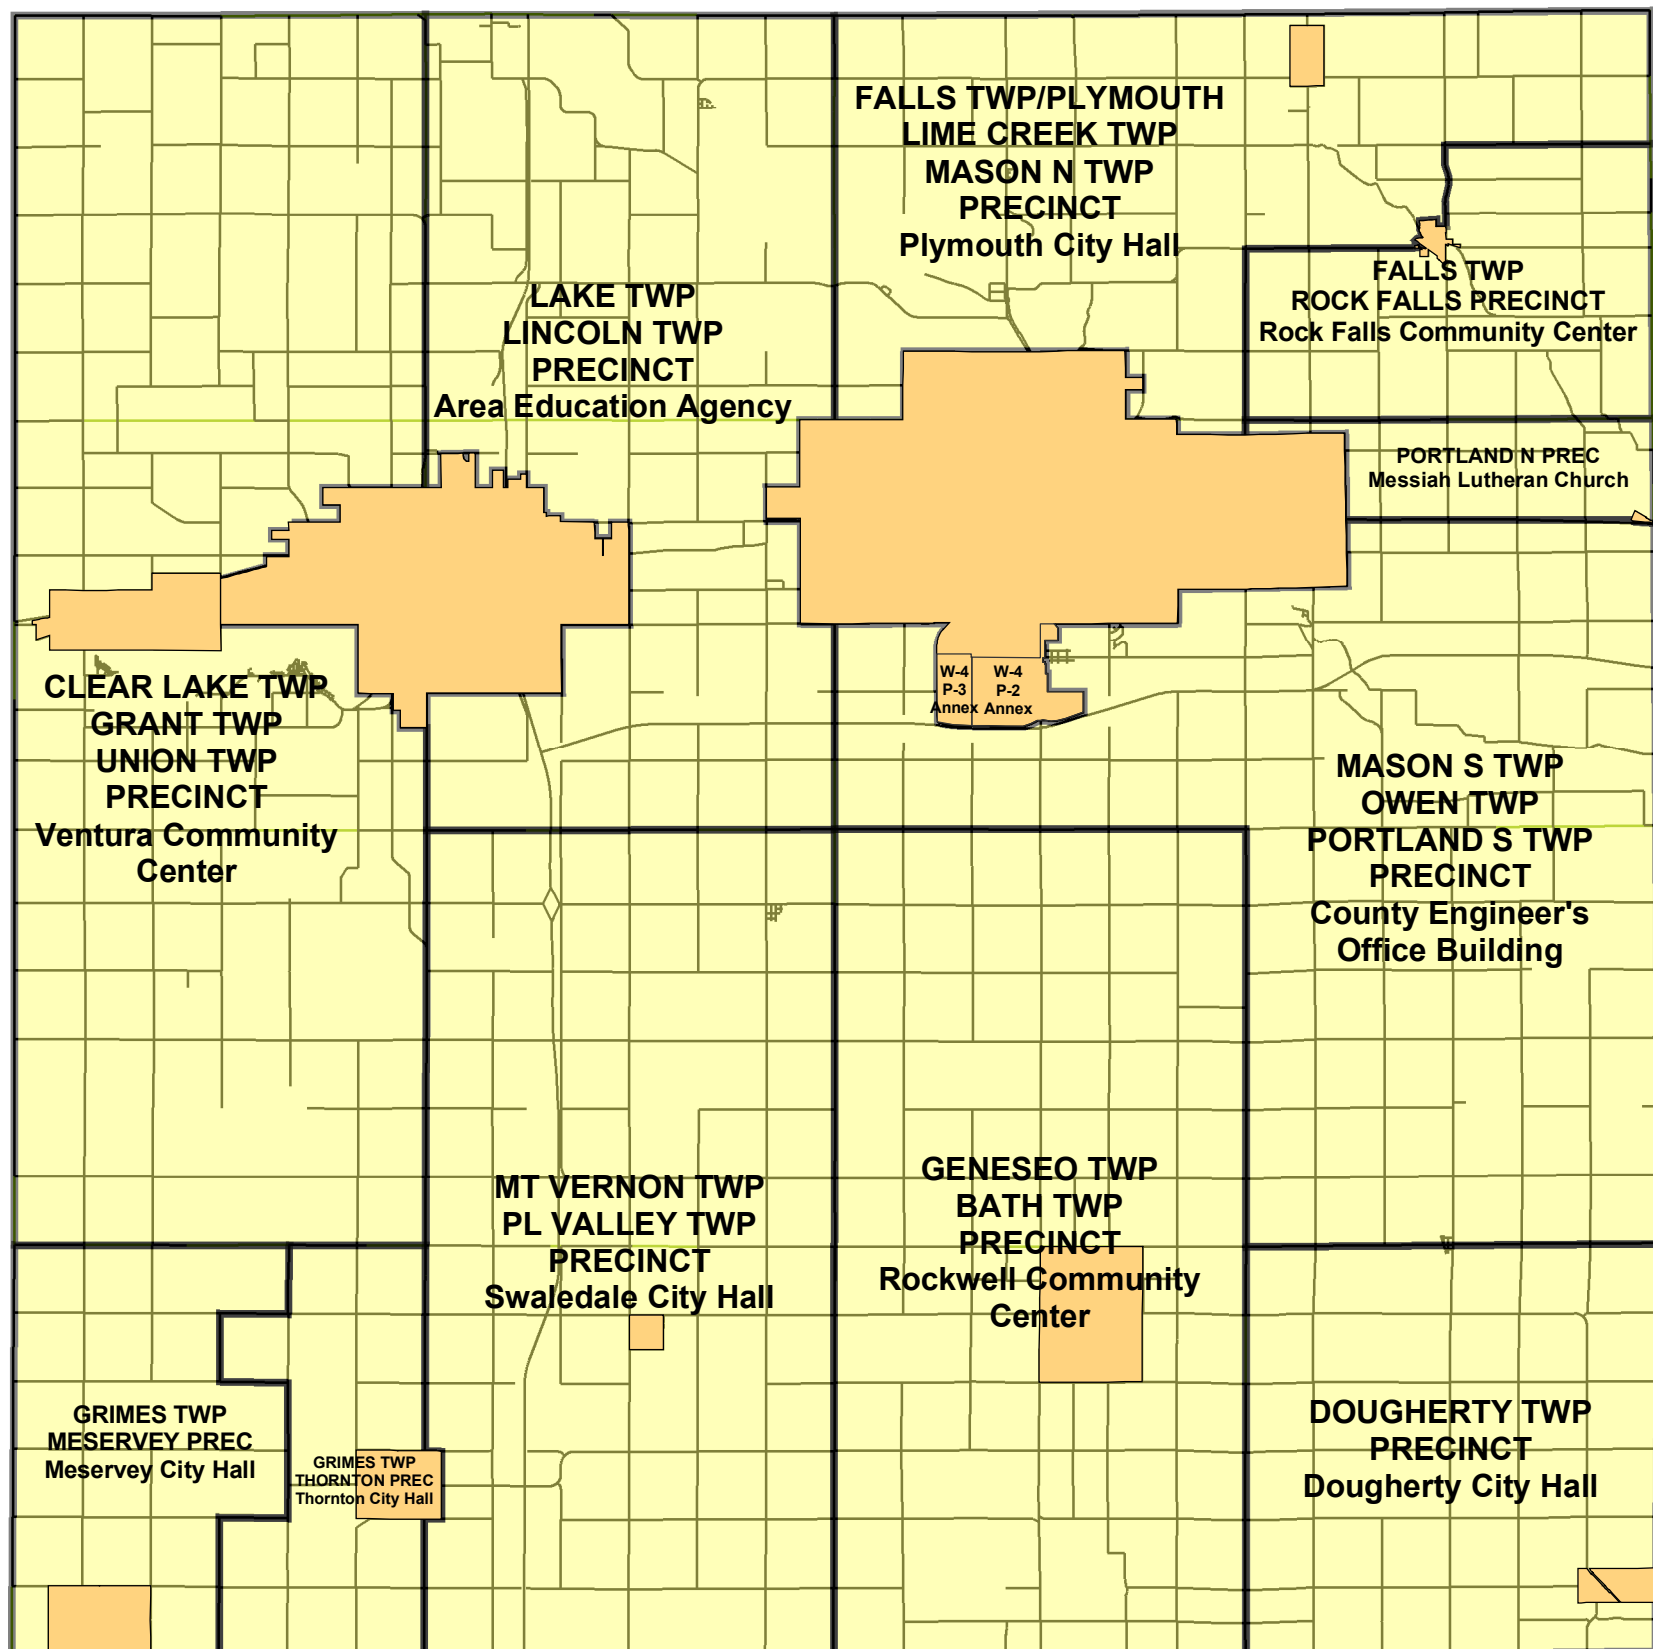 FALLS TWP/PLYMOUTH
LIME CREEK TWP
MASON N TWP
PRECINCT
Plymouth City Hall
FALLS TWP
ROCK FALLS PRECINCT
Rock Falls Community Center
LAKE TWP
LINCOLN TWP
PRECINCT
Area Education Agency
PORTLAND N PREC
Messiah Lutheran Church
W-4
P-3
Annex
W-4
P-2
Annex
CLEAR LAKE TWP
GRANT TWP
UNION TWP
PRECINCT
Ventura Community
Center
MASON S TWP
OWEN TWP
PORTLAND S TWP
PRECINCT
County Engineer's
Office Building
MT VERNON TWP
PL VALLEY TWP
PRECINCT
Swaledale City Hall
GENESEO TWP
BATH TWP
PRECINCT
Rockwell Community
Center
GRIMES TWP
MESERVEY PREC
Meservey City Hall
GRIMES TWP
THORNTON PREC
Thornton City Hall
DOUGHERTY TWP
PRECINCT
Dougherty City Hall